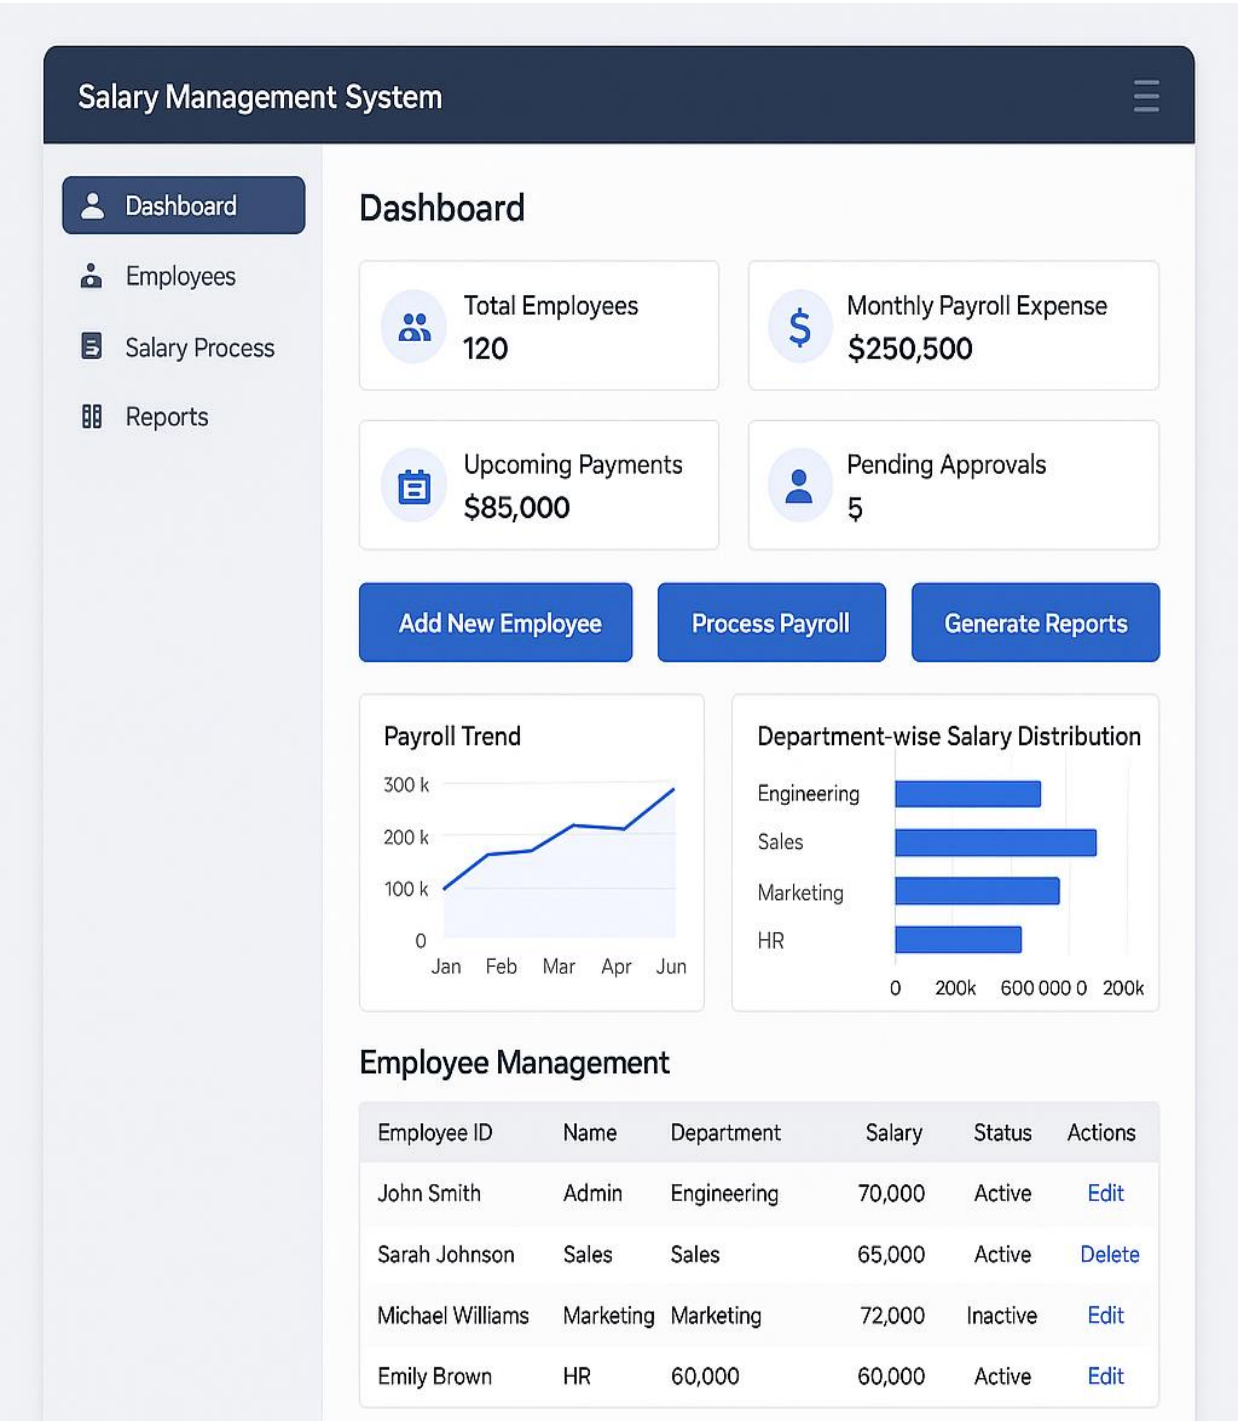 Salary Management System
Dashboard
Employees
Salary Process
Reports
Dashboard
Total Employees
120
Monthly Payroll Expense
$250,500
Upcoming Payments
$85,000
Pending Approvals
5
Add New Employee
Process Payroll
Generate Reports
Payroll Trend
300 k
200 k
100 k
0
Jan Feb Mar Apr Jun
Department-wise Salary Distribution
Engineering
Sales
Marketing
HR
0 200k 600 000 0 200k
Employee Management
Employee ID Name Department Salary Status Actions
John Smith Admin Engineering 70,000 Active Edit
Sarah Johnson Sales Sales 65,000 Active Delete
Michael Williams Marketing Marketing 72,000 Inactive Edit
Emily Brown HR 60,000 60,000 Active Edit